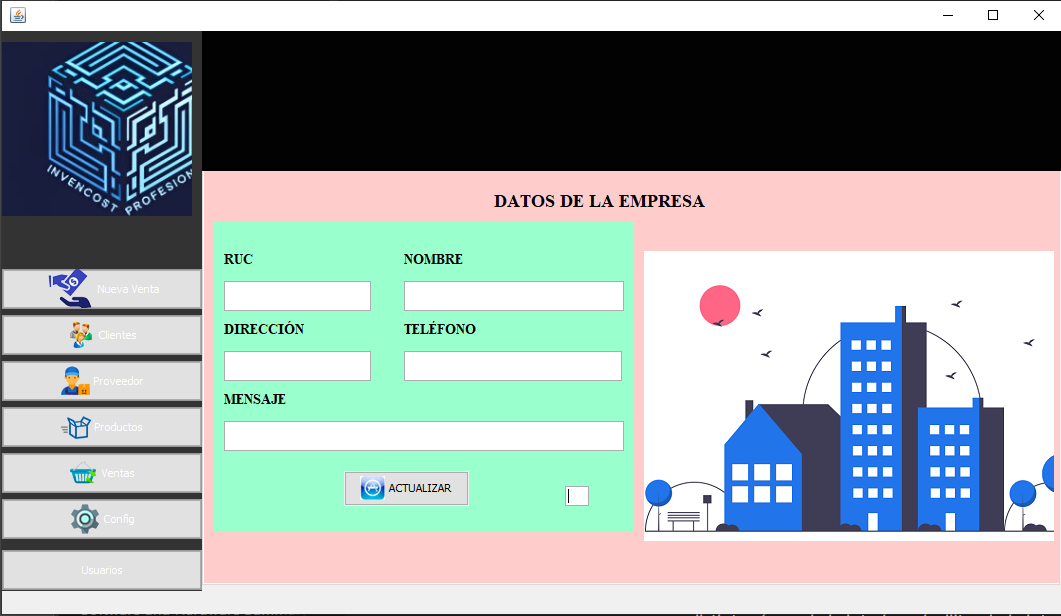 INVENCOST PROFESION
Nueva Venta
Clientes
Proveedor
Productos
Ventas
Config
Usuarios
DATOS DE LA EMPRESA
RUC
NOMBRE
DIRECCIÓN
TELÉFONO
MENSAJE
ACTUALIZAR